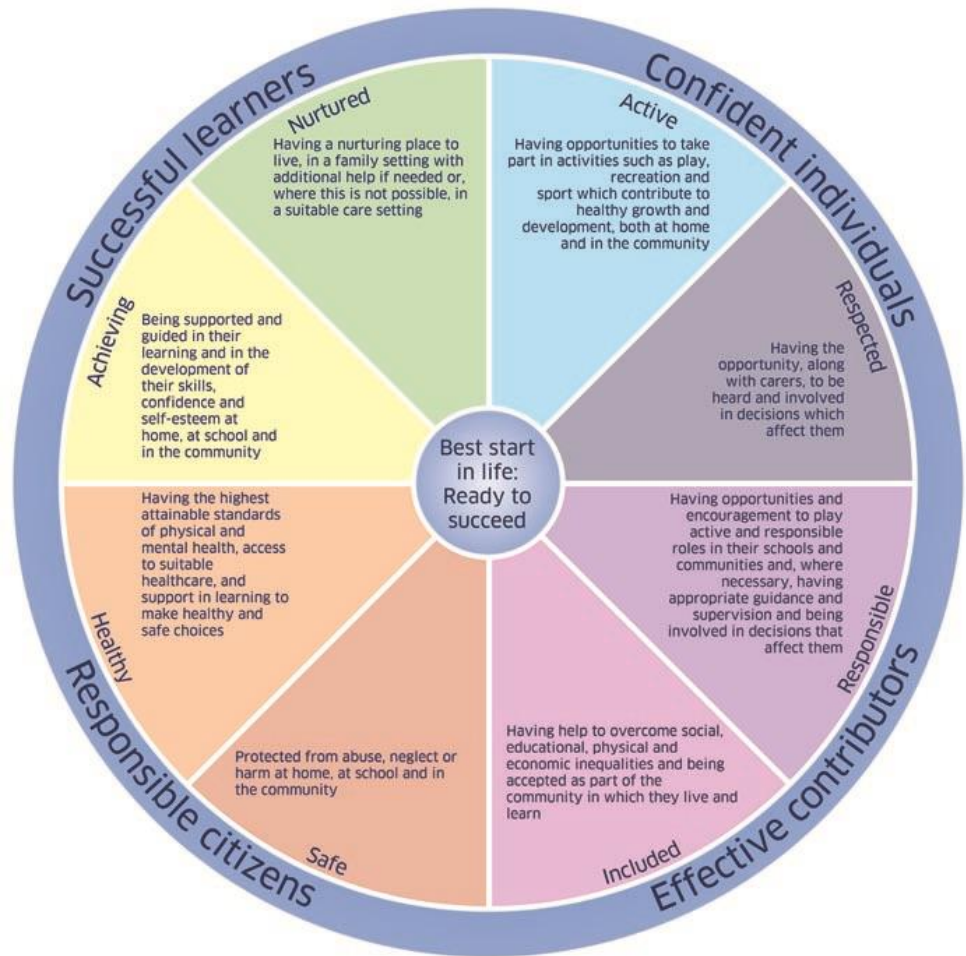 Successful learners
Confident individuals
Nurtured
Having a nurturing place to
live, in a family setting with
additional help if needed or,
where this is not possible, in
a suitable care setting
Active
Having opportunities to take
part in activities such as play,
recreation and
sport which contribute to
healthy growth and
development, both at home
and in the community
Achieving
Being supported and
guided in their
learning and in the
development of
their skills,
confidence and
self-esteem at
home, at school and
in the community
Respected
Having the
opportunity, along
with carers, to be
heard and involved
in decisions which
affect them
Best start
in life:
Ready to
succeed
Having the highest
attainable standards
of physical and
mental health, access
to suitable
healthcare, and
support in learning to
make healthy and
safe choices
Healthy
Having opportunities and
encouragement to play
active and responsible
roles in their schools and
communities and, where
necessary, having
appropriate guidance and
supervision and being
involved in decisions that
affect them
Responsible
Protected from abuse, neglect or
harm at home, at school and in
the community
Safe
Having help to overcome social,
educational, physical and
economic inequalities and being
accepted as part of the
community in which they live and
learn
Included
Responsible citizens
Effective contributors